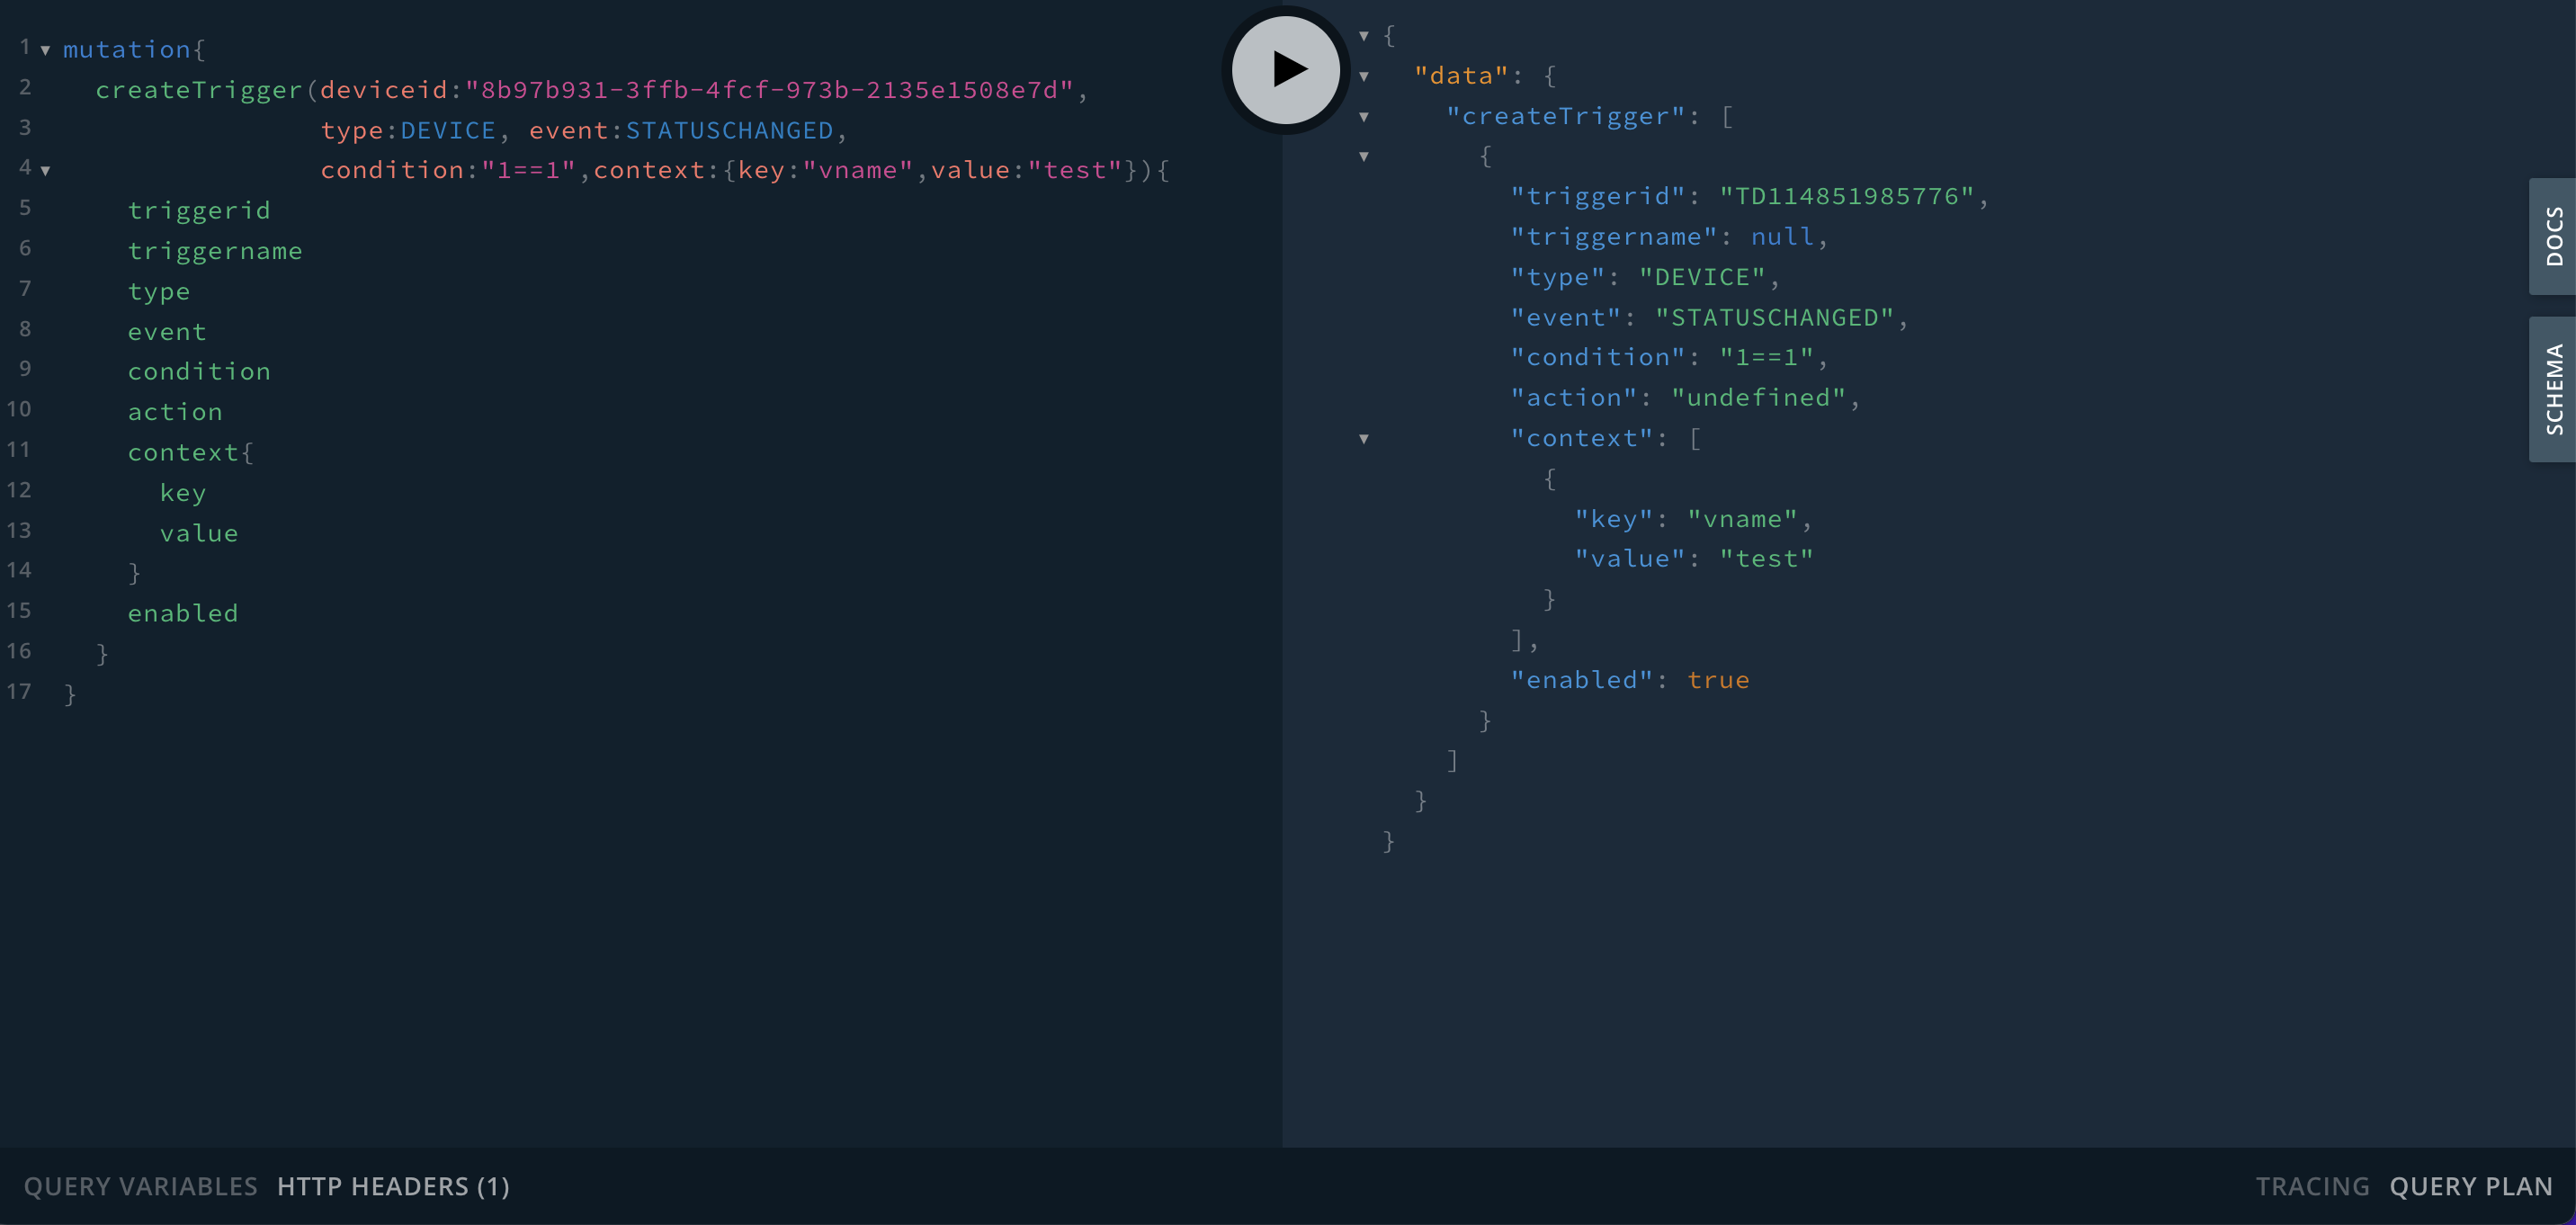 1 ▾ mutation{
2 createTrigger(deviceid:"8b97b931-3ffb-4fcf-973b-2135e1508e7d",
3 type:DEVICE, event:STATUSCHANGED,
4 ▾ condition:"1==1",context:{key:"vname",value:"test"}){
5 triggerid
6 triggername
7 type
8 event
9 condition
10 action
11 context{
12 key
13 value
14 }
15 enabled
16 }
17 }
▾ {
▾ "data": {
▾ "createTrigger": [
▾ {
"triggerid": "TD114851985776",
"triggername": null,
"type": "DEVICE",
"event": "STATUSCHANGED",
"condition": "1==1",
"action": "undefined",
▾ "context": [
{
"key": "vname",
"value": "test"
}
],
"enabled": true
}
]
}
}
DOCS
SCHEMA
QUERY VARIABLES HTTP HEADERS (1)
TRACING QUERY PLAN